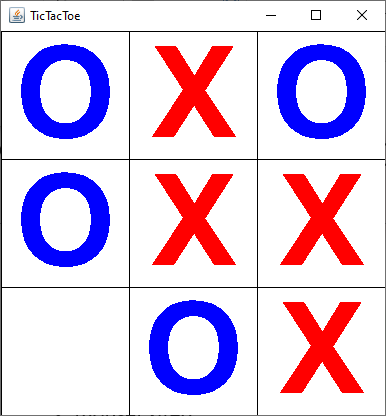 TicTacToe
O X O
O X X
O X